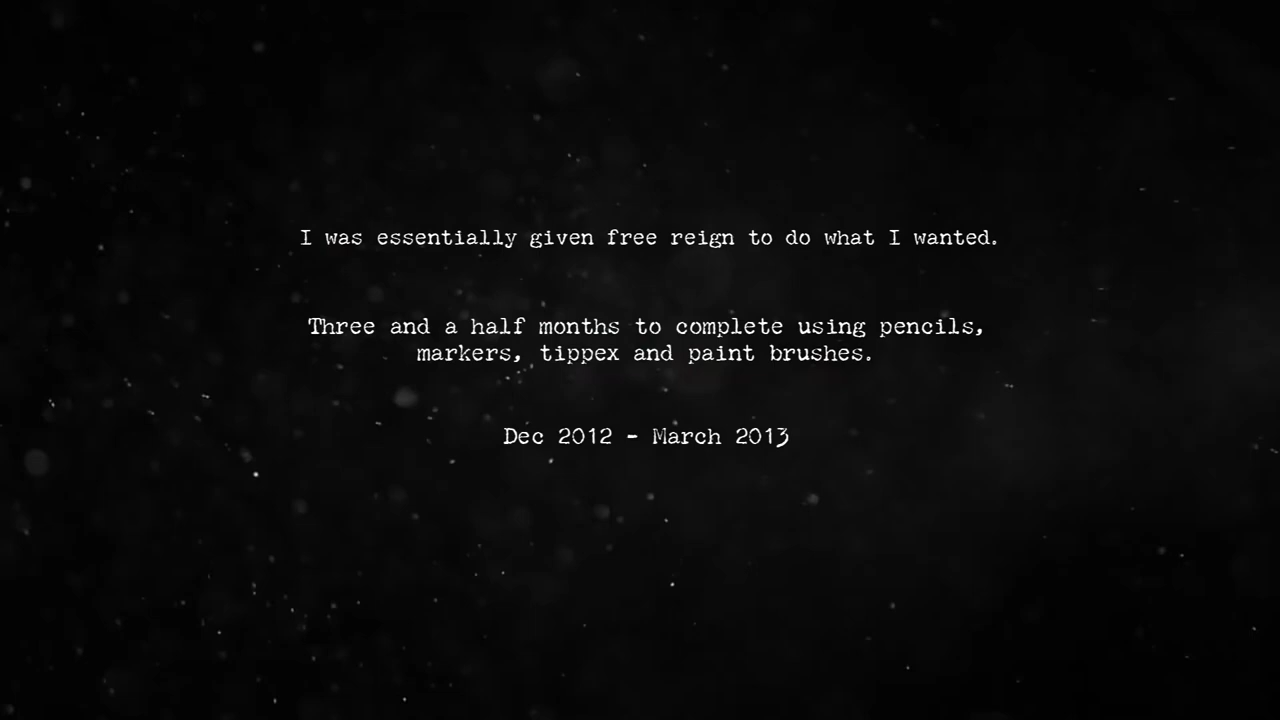 I was essentially given free reign to do what I wanted.
Three and a half months to complete using pencils,
markers, tippex and paint brushes.
Dec 2012 - March 2013